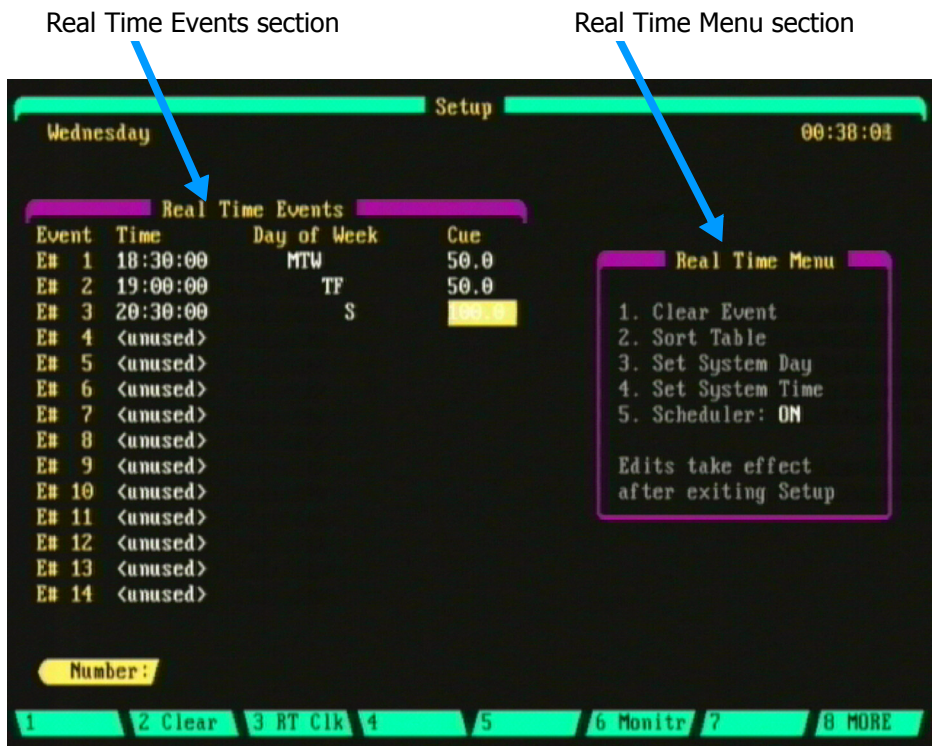 Real Time Events section
Real Time Menu section
Setup
Wednesday
00:38:03
Real Time Events
Event Time Day of Week Cue
E# 1 18:30:00 MTW 50.0
E# 2 19:00:00 TF 50.0
E# 3 20:30:00 S 100.0
E# 4 <unused>
E# 5 <unused>
E# 6 <unused>
E# 7 <unused>
E# 8 <unused>
E# 9 <unused>
E# 10 <unused>
E# 11 <unused>
E# 12 <unused>
E# 13 <unused>
E# 14 <unused>
Real Time Menu
1. Clear Event
2. Sort Table
3. Set System Day
4. Set System Time
5. Scheduler: ON
Edits take effect
after exiting Setup
Number:
1 2 Clear 3 RT Clk 4 5 6 Monitr 7 8 MORE